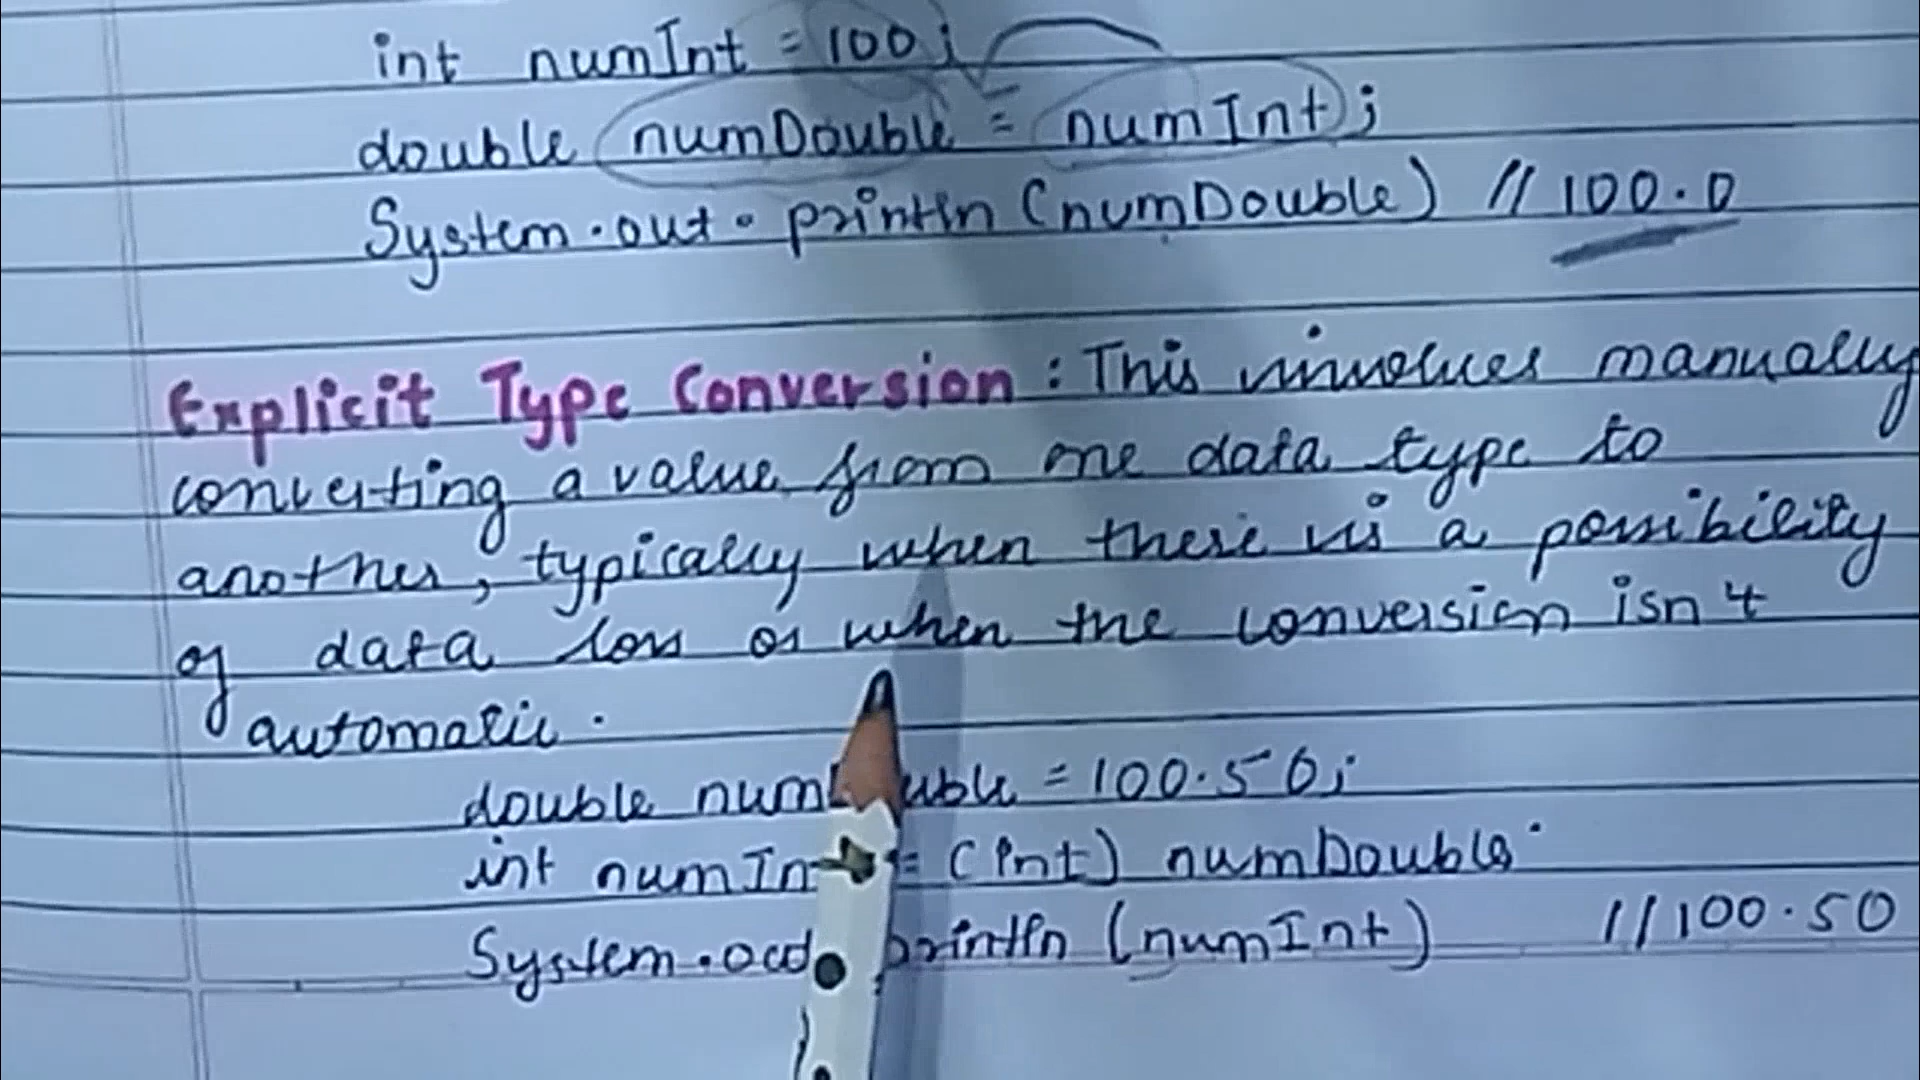 int numInt = 100;
double numDouble = numInt;
System.out.println (numDouble) // 100.0
Explicit Type Conversion : This involves manually
converting a value from one data type to
another, typically when there is a possibility
of data loss or when the conversion isn't
automatic.
double num uble = 100.50;
int numIn = (int) numDouble
System.out println (numInt) //100.50